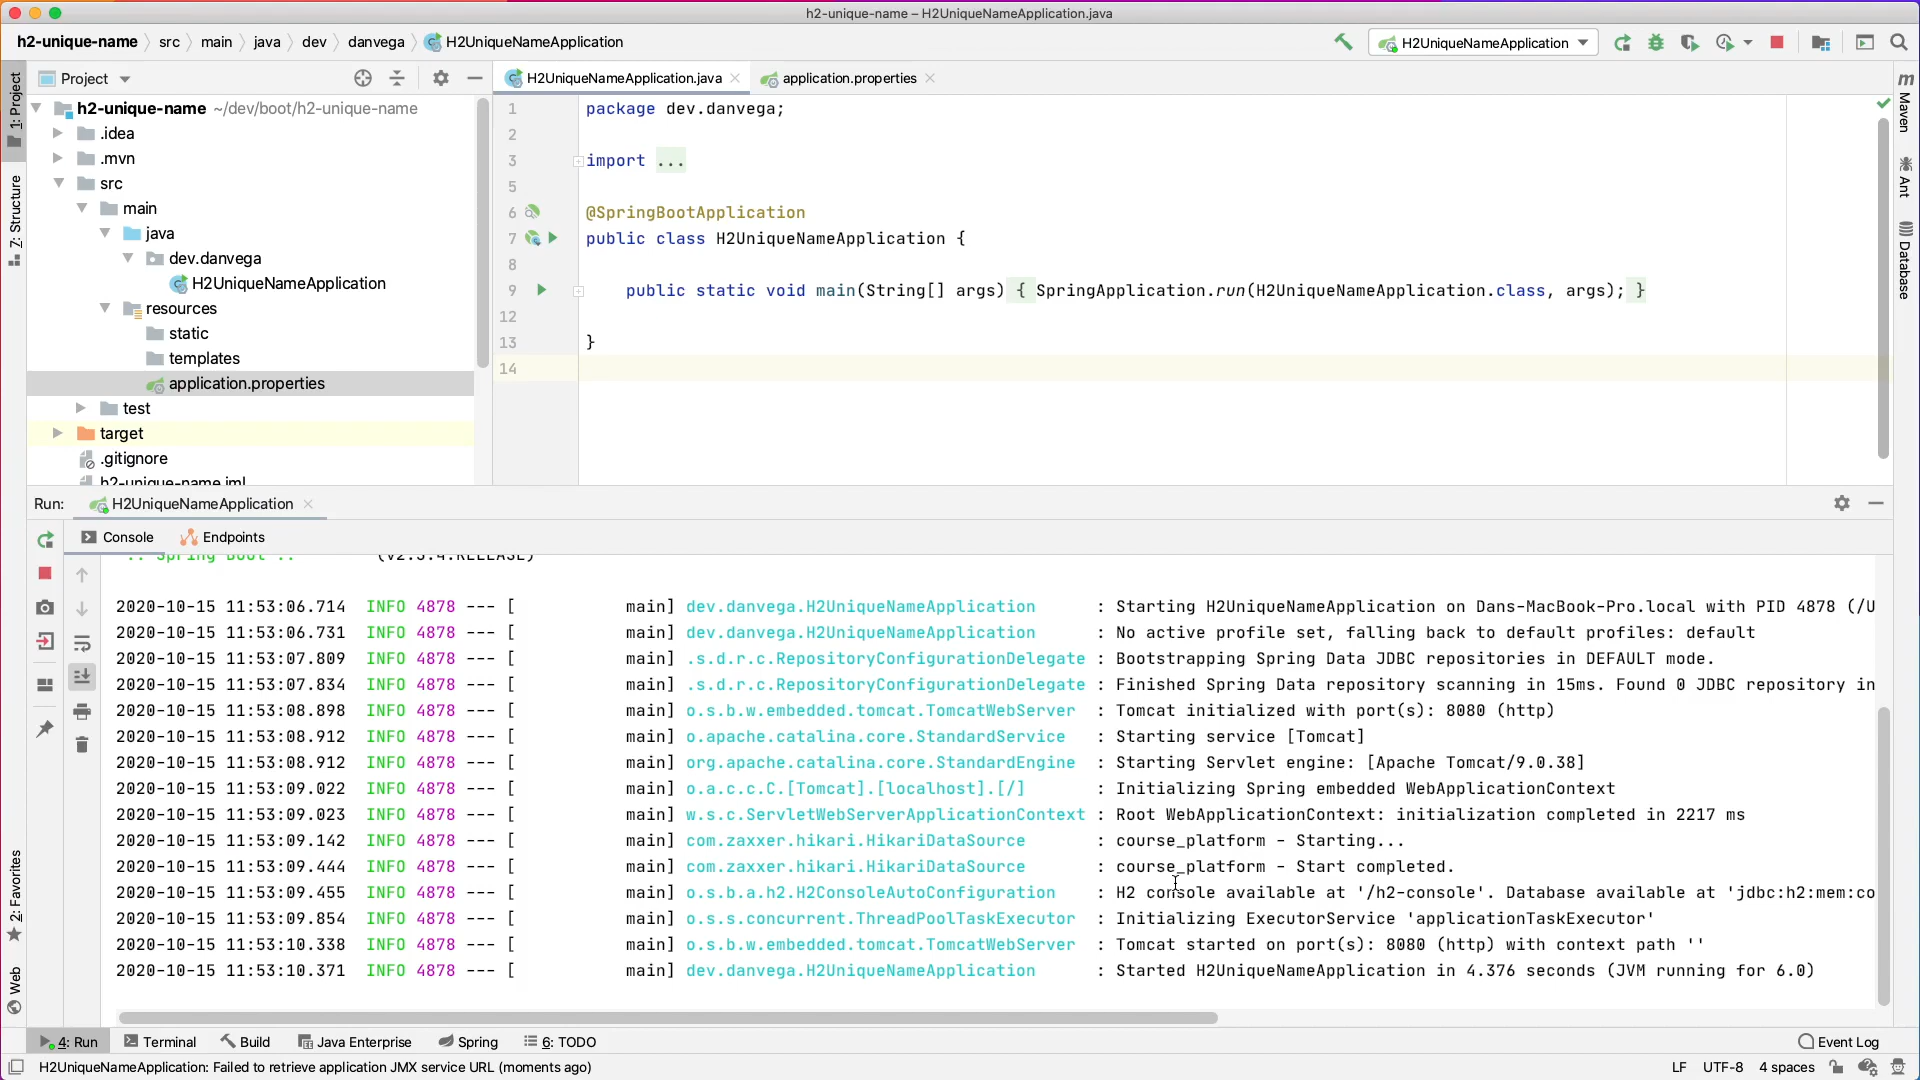 h2-unique-name – H2UniqueNameApplication.java
h2-unique-name src main java dev danvega H2UniqueNameApplication
H2UniqueNameApplication
Project
H2UniqueNameApplication.java
application.properties
1: Project
7: Structure
2: Favorites
Web
h2-unique-name ~/dev/boot/h2-unique-name
.idea
.mvn
src
main
java
dev.danvega
H2UniqueNameApplication
resources
static
templates
application.properties
test
target
.gitignore
h2-unique-name.iml
1 package dev.danvega;
2
3 import ...
5
6 @SpringBootApplication
7 public class H2UniqueNameApplication {
8
9 public static void main(String[] args) { SpringApplication.run(H2UniqueNameApplication.class, args); }
12
13 }
14
m
Maven
Ant
Database
Run: H2UniqueNameApplication
Console Endpoints
:: Spring Boot :: (v2.3.4.RELEASE)
2020-10-15 11:53:06.714 INFO 4878 --- [ main] dev.danvega.H2UniqueNameApplication : Starting H2UniqueNameApplication on Dans-MacBook-Pro.local with PID 4878 (/U
2020-10-15 11:53:06.731 INFO 4878 --- [ main] dev.danvega.H2UniqueNameApplication : No active profile set, falling back to default profiles: default
2020-10-15 11:53:07.809 INFO 4878 --- [ main] .s.d.r.c.RepositoryConfigurationDelegate : Bootstrapping Spring Data JDBC repositories in DEFAULT mode.
2020-10-15 11:53:07.834 INFO 4878 --- [ main] .s.d.r.c.RepositoryConfigurationDelegate : Finished Spring Data repository scanning in 15ms. Found 0 JDBC repository in
2020-10-15 11:53:08.898 INFO 4878 --- [ main] o.s.b.w.embedded.tomcat.TomcatWebServer : Tomcat initialized with port(s): 8080 (http)
2020-10-15 11:53:08.912 INFO 4878 --- [ main] o.apache.catalina.core.StandardService : Starting service [Tomcat]
2020-10-15 11:53:08.912 INFO 4878 --- [ main] org.apache.catalina.core.StandardEngine : Starting Servlet engine: [Apache Tomcat/9.0.38]
2020-10-15 11:53:09.022 INFO 4878 --- [ main] o.a.c.c.C.[Tomcat].[localhost].[/] : Initializing Spring embedded WebApplicationContext
2020-10-15 11:53:09.023 INFO 4878 --- [ main] w.s.c.ServletWebServerApplicationContext : Root WebApplicationContext: initialization completed in 2217 ms
2020-10-15 11:53:09.142 INFO 4878 --- [ main] com.zaxxer.hikari.HikariDataSource : course_platform - Starting...
2020-10-15 11:53:09.444 INFO 4878 --- [ main] com.zaxxer.hikari.HikariDataSource : course_platform - Start completed.
2020-10-15 11:53:09.455 INFO 4878 --- [ main] o.s.b.a.h2.H2ConsoleAutoConfiguration : H2 console available at '/h2-console'. Database available at 'jdbc:h2:mem:co
2020-10-15 11:53:09.854 INFO 4878 --- [ main] o.s.s.concurrent.ThreadPoolTaskExecutor : Initializing ExecutorService 'applicationTaskExecutor'
2020-10-15 11:53:10.338 INFO 4878 --- [ main] o.s.b.w.embedded.tomcat.TomcatWebServer : Tomcat started on port(s): 8080 (http) with context path ''
2020-10-15 11:53:10.371 INFO 4878 --- [ main] dev.danvega.H2UniqueNameApplication : Started H2UniqueNameApplication in 4.376 seconds (JVM running for 6.0)
4: Run Terminal Build Java Enterprise Spring 6: TODO Event Log
H2UniqueNameApplication: Failed to retrieve application JMX service URL (moments ago) LF UTF-8 4 spaces